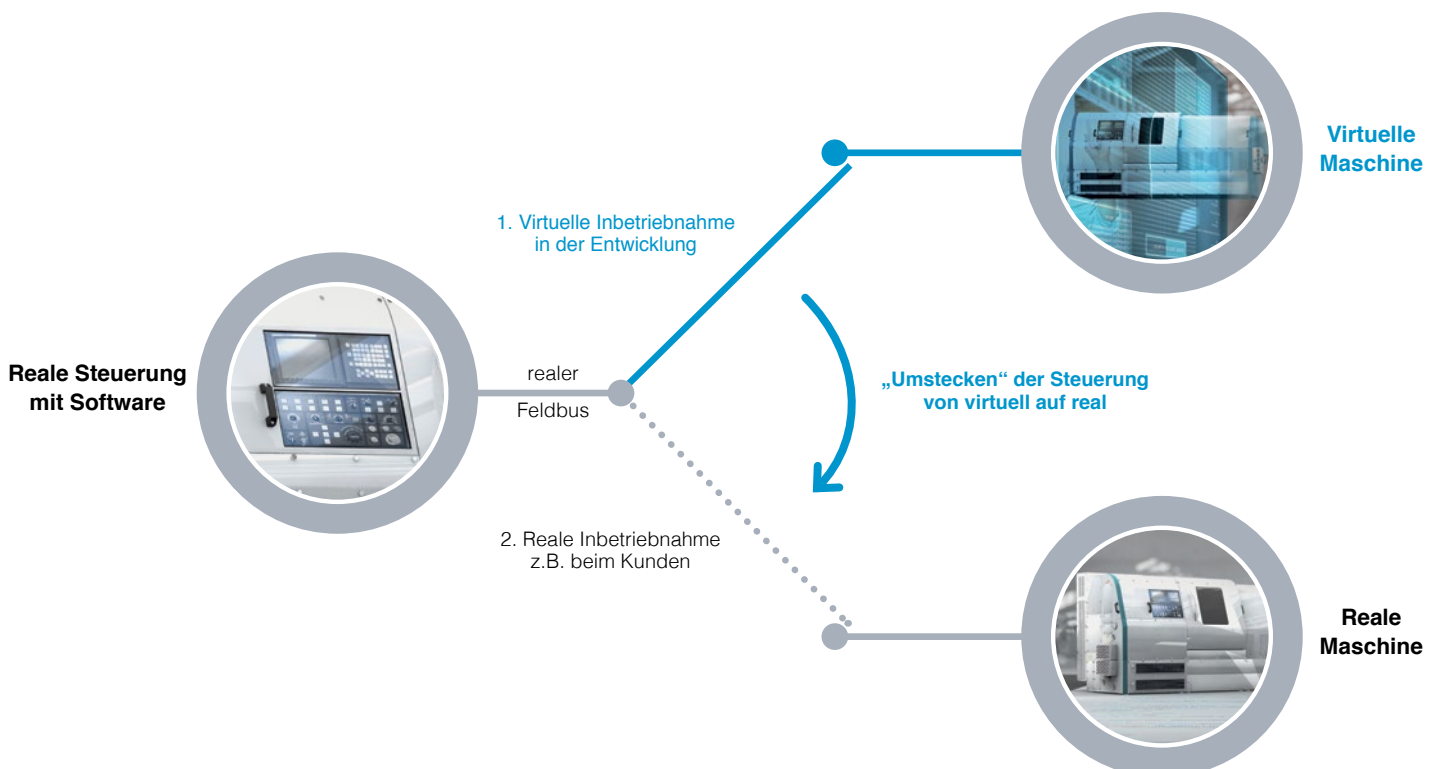 Virtuelle
Maschine
1. Virtuelle Inbetriebnahme
in der Entwicklung
Reale Steuerung
mit Software
realer
Feldbus
„Umstecken“ der Steuerung
von virtuell auf real
2. Reale Inbetriebnahme
z.B. beim Kunden
Reale
Maschine